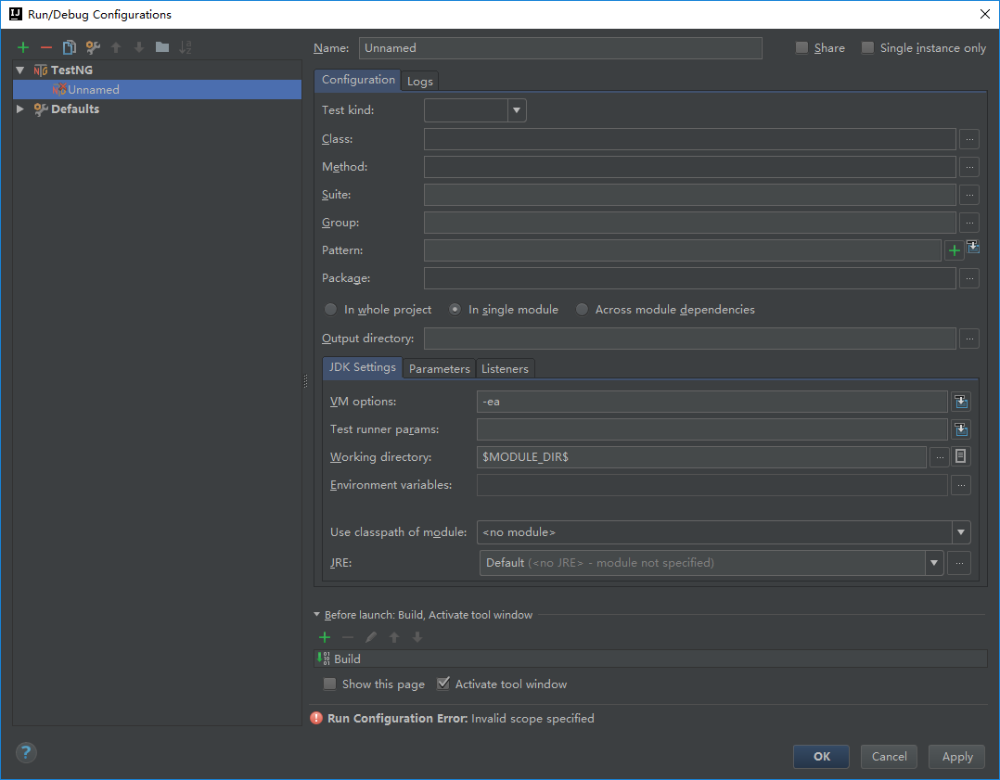 Run/Debug Configurations
TestNG
Unnamed
Defaults
Name: Unnamed Share Single instance only
Configuration Logs
Test kind:
Class:
Method:
Suite:
Group:
Pattern:
Package:
In whole project In single module Across module dependencies
Output directory:
JDK Settings Parameters Listeners
VM options: -ea
Test runner params:
Working directory: $MODULE_DIR$
Environment variables:
Use classpath of module: <no module>
JRE: Default (<no JRE> - module not specified)
Before launch: Build, Activate tool window
Build
Show this page Activate tool window
Run Configuration Error: Invalid scope specified
? OK Cancel Apply